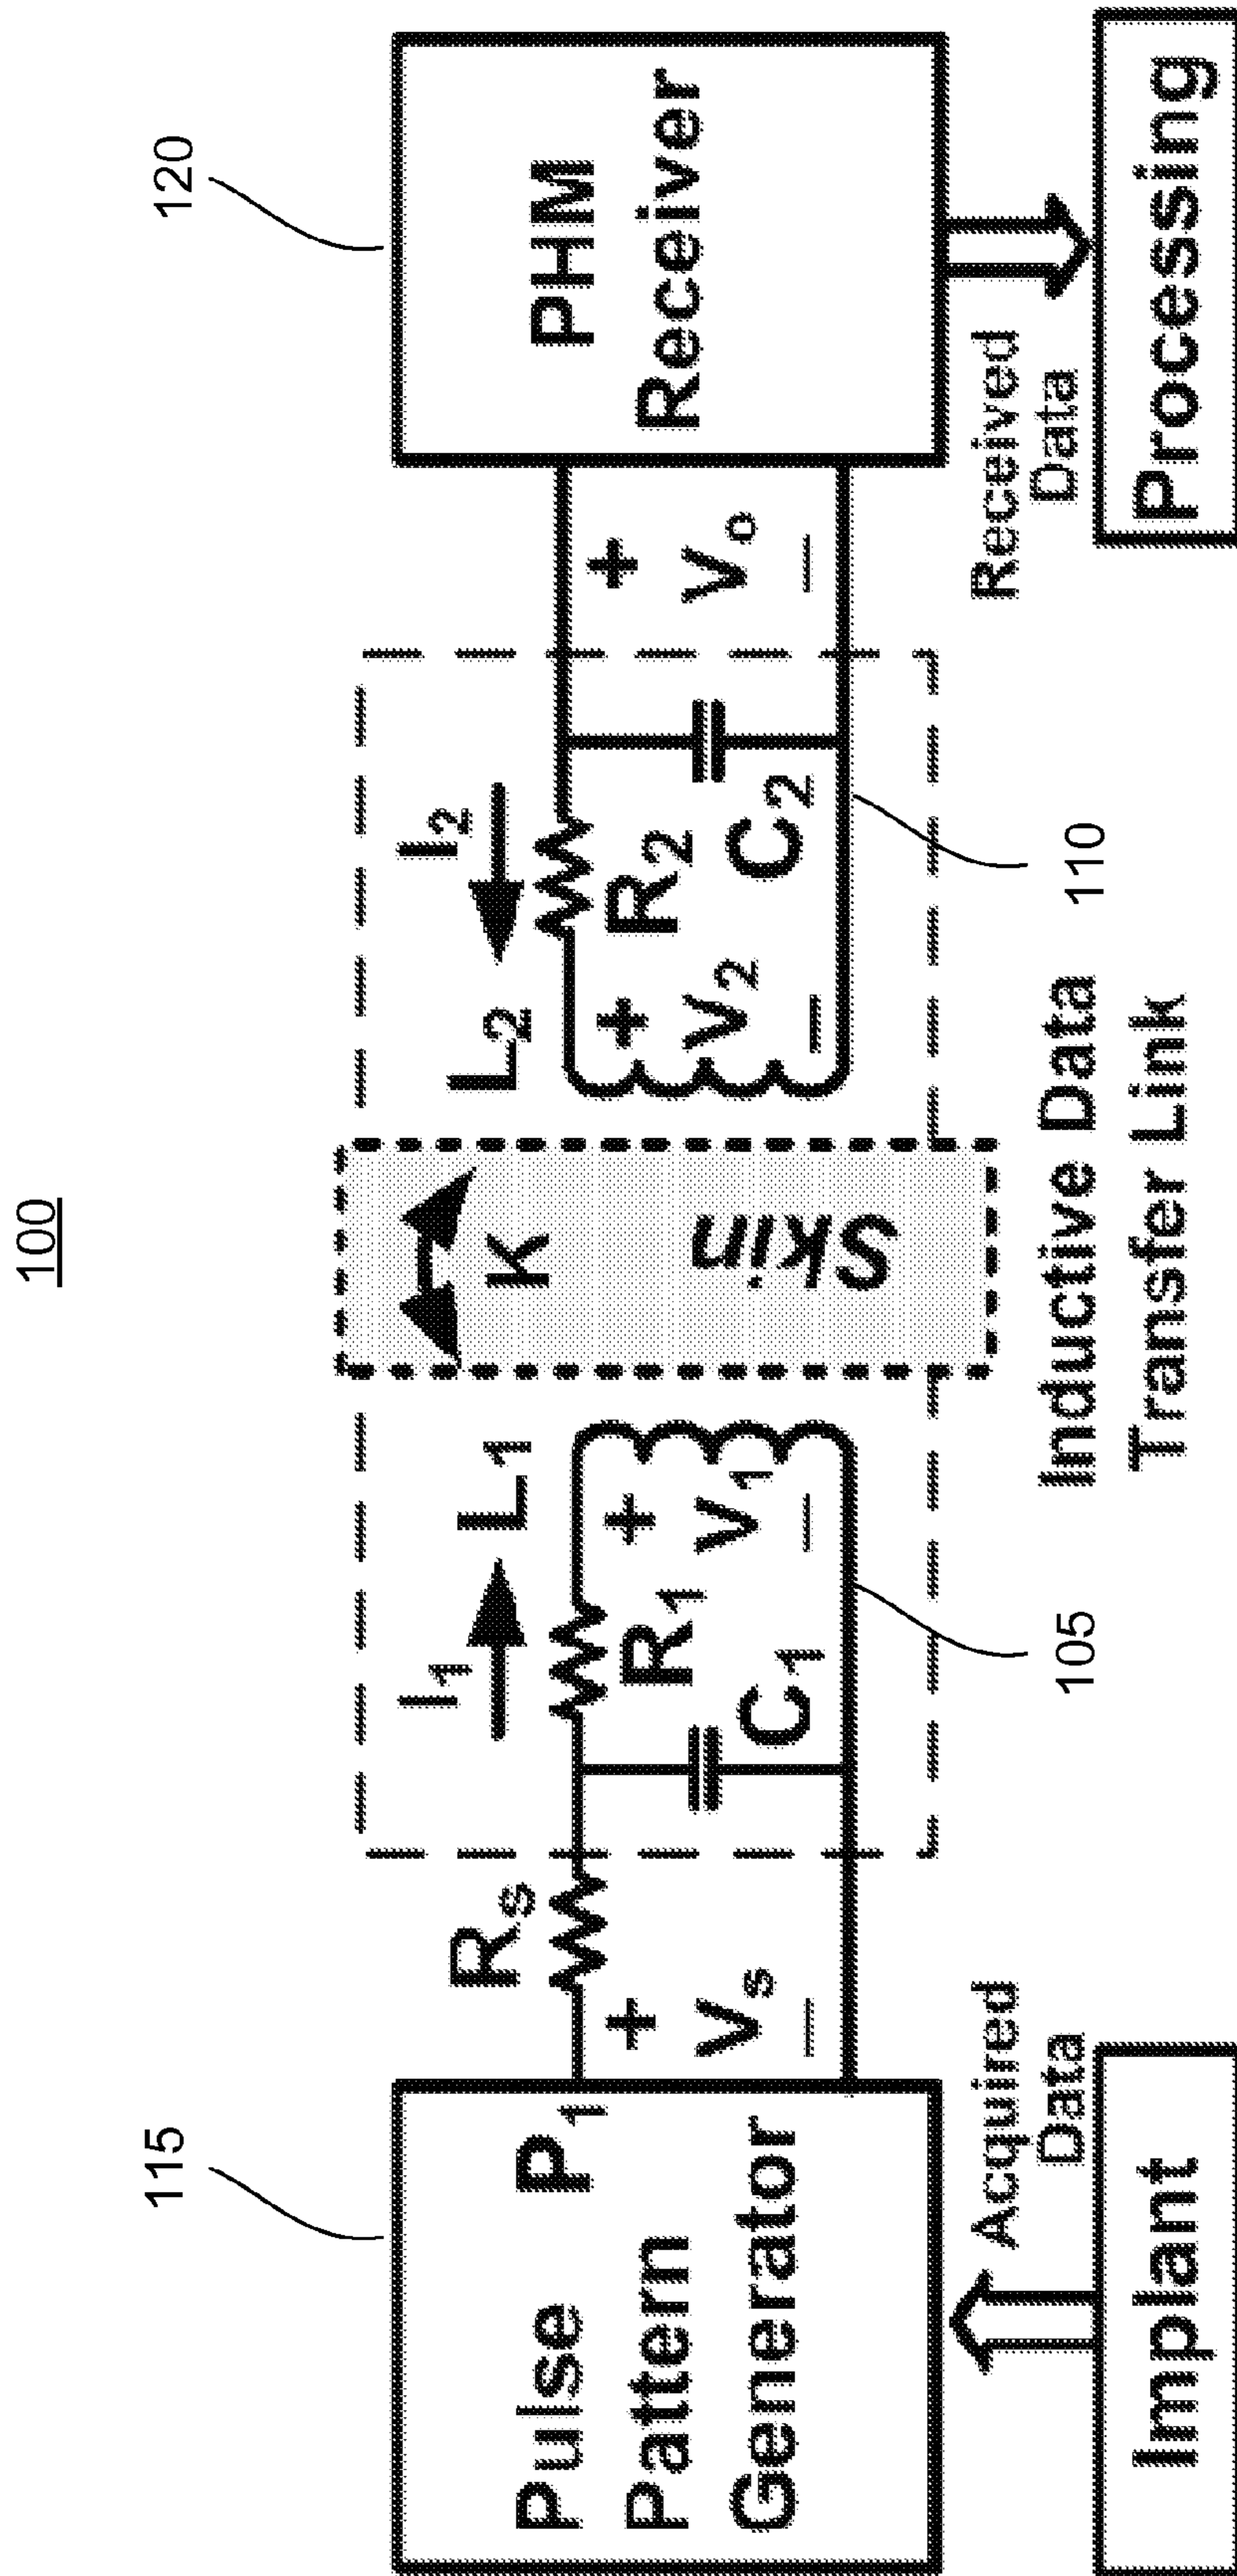 100
115
120
Pulse P₁
Pattern
Generator
Rₛ
+
Vₛ
−
I₁
L₁
R₁
+
V₁
−
C₁
K
Skin
I₂
L₂
+
V₂
−
R₂
C₂
+
Vₒ
−
PHM
Receiver
105
110
Inductive Data
Transfer Link
Acquired
Data
Implant
Received
Data
Processing